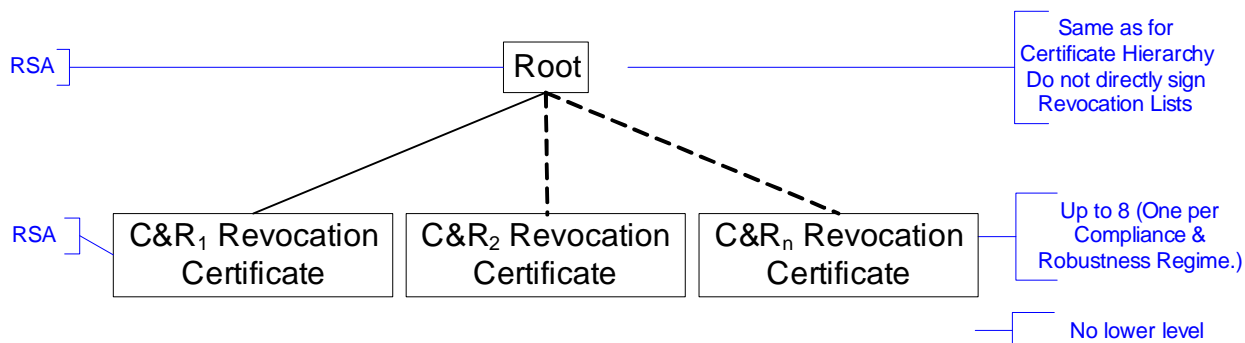 Same as for
Certificate Hierarchy
Do not directly sign
Revocation Lists
RSA
Root
RSA
C&R₁ Revocation
Certificate
C&R₂ Revocation
Certificate
C&Rₙ Revocation
Certificate
Up to 8 (One per
Compliance &
Robustness Regime.)
No lower level